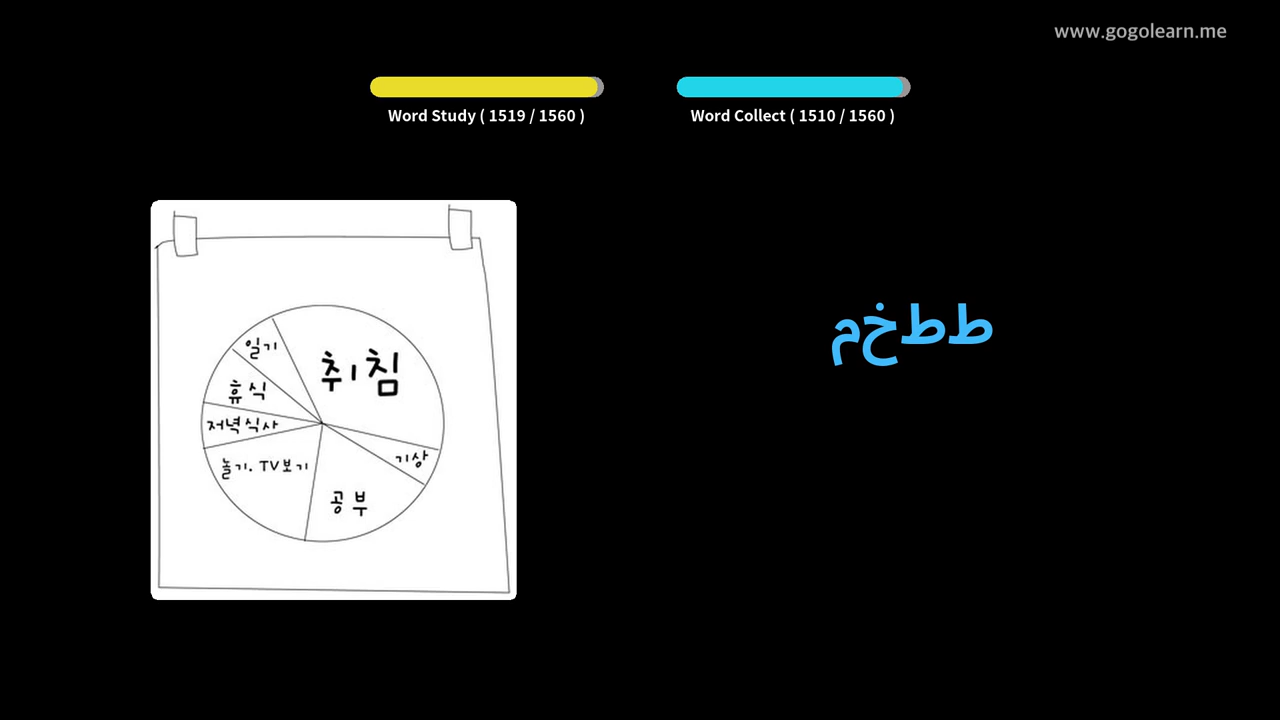 www.gogolearn.me
Word Study ( 1519 / 1560 )
Word Collect ( 1510 / 1560 )
일기
취침
휴식
저녁식사
놀기. TV보기
기상
공부
ططخم